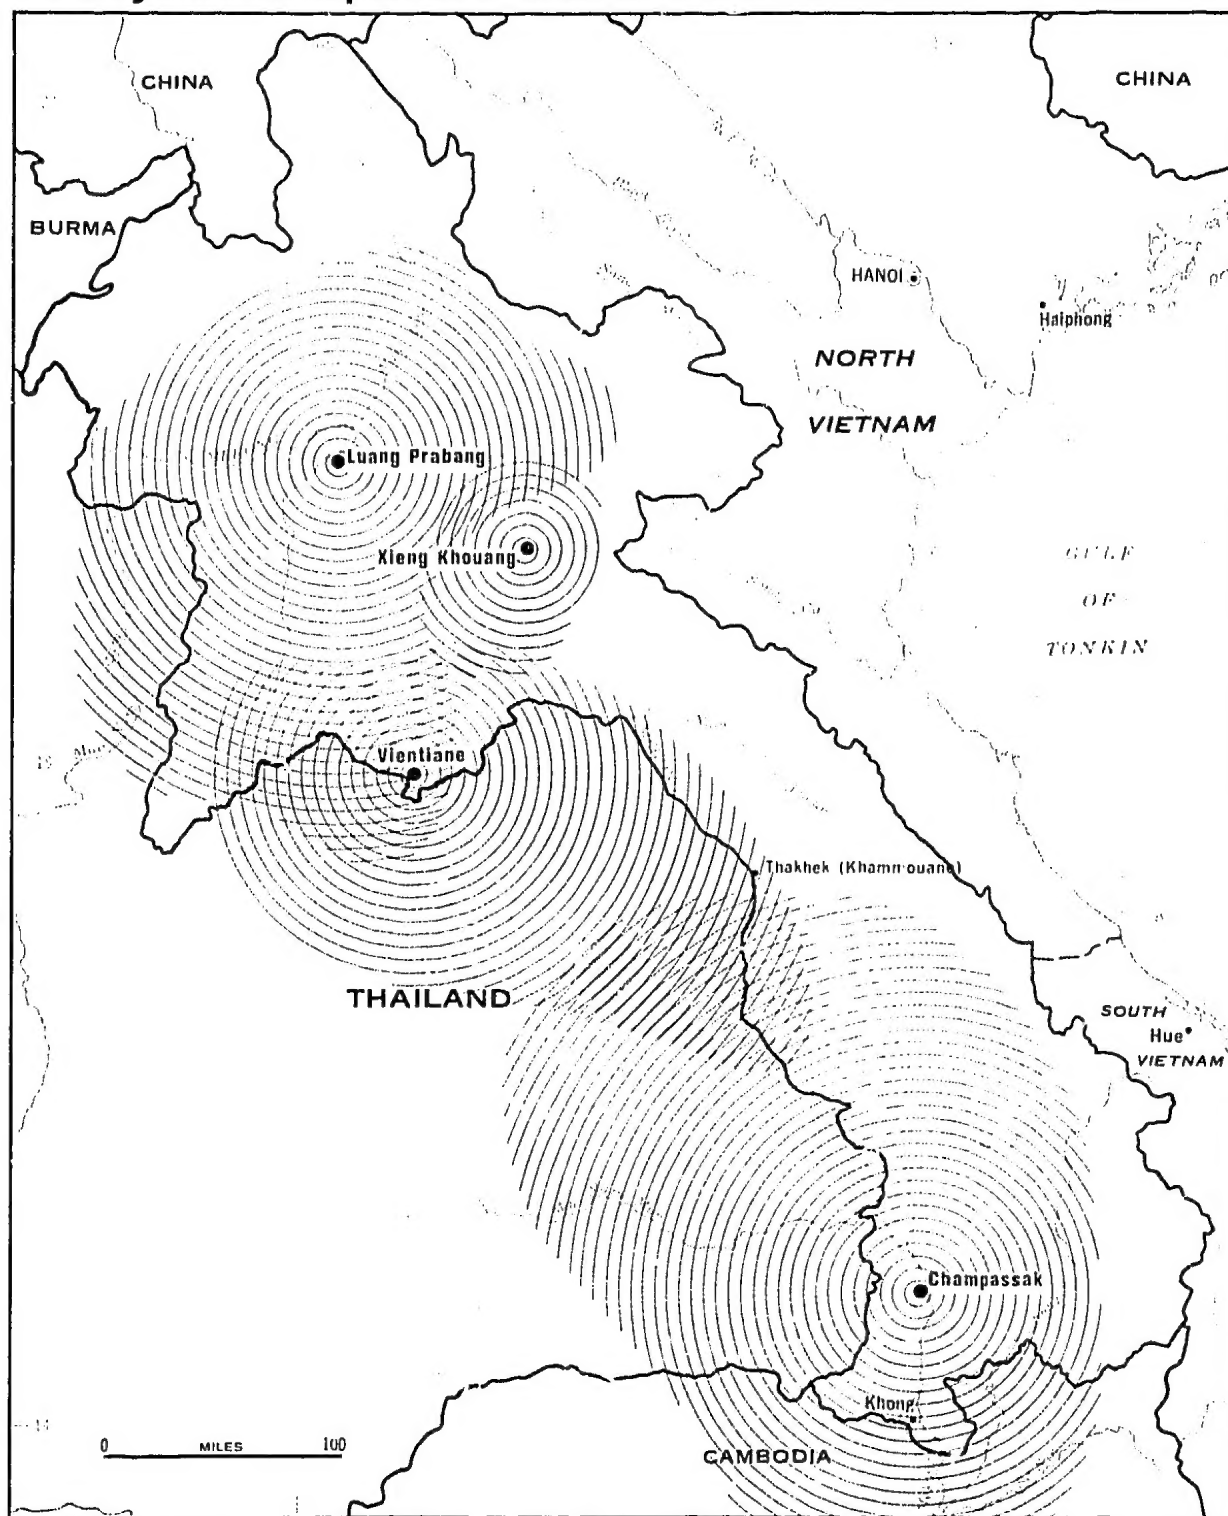 CHINA
CHINA
BURMA
HANOI
Haiphong
NORTH
VIETNAM
Luang Prabang
Xieng Khouang
GULF
OF
TONKIN
Vientiane
Thakhek (Khammouane)
THAILAND
SOUTH
Hue
VIETNAM
Champassak
Khong
0 MILES 100
CAMBODIA